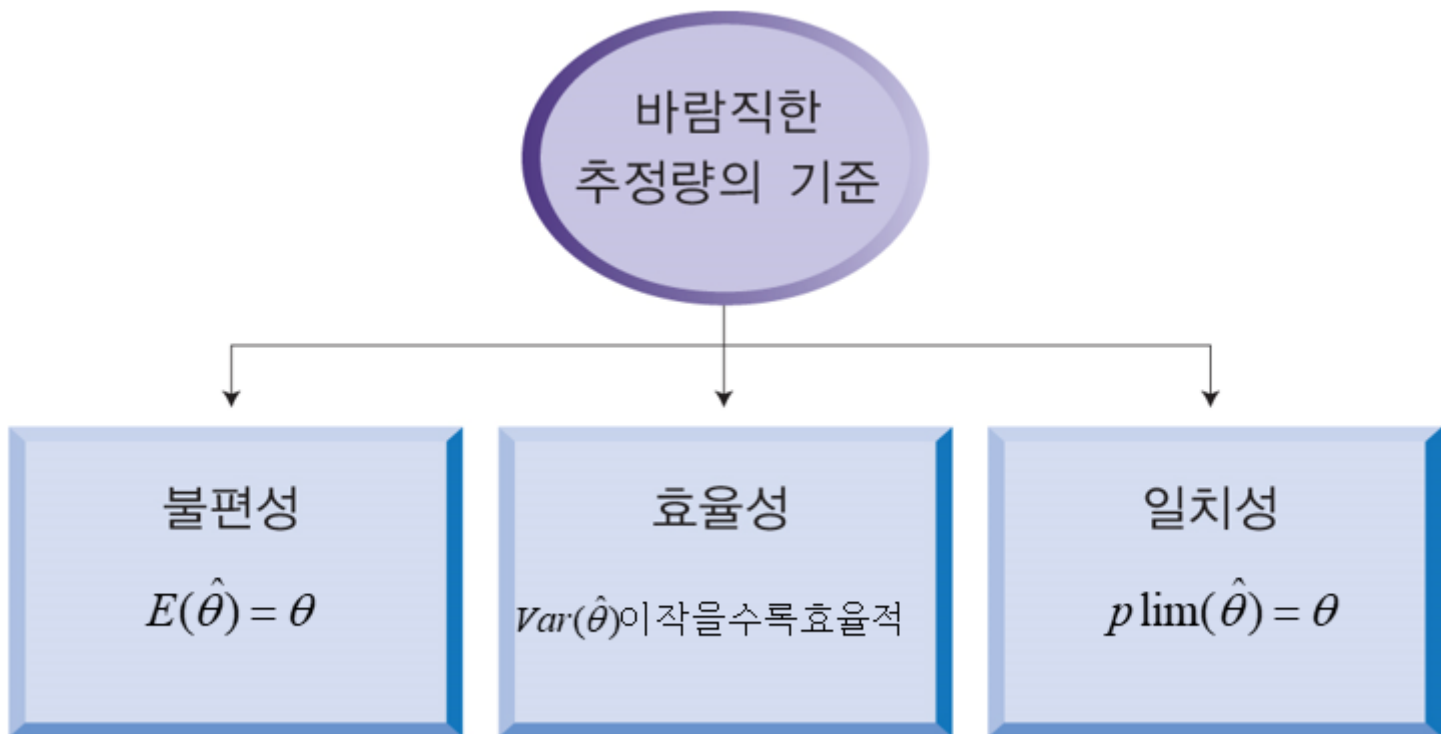 바람직한
추정량의 기준
불편성
E(θ̂) = θ
효율성
Var(θ̂)이작을수록효율적
일치성
p lim(θ̂) = θ